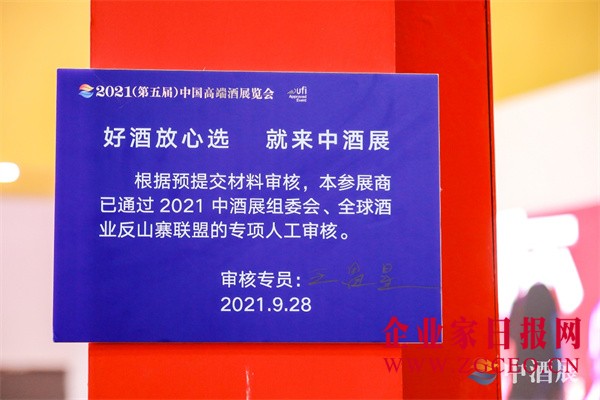 2021(第五届)中国高端酒展览会
ufi
Approved
Event
好酒放心选 就来中酒展
根据预提交材料审核，本参展商
已通过 2021 中酒展组委会、全球酒
业反山寨联盟的专项人工审核。
审核专员：
2021.9.28
企业家日报网
WWW.ZGCEO.CN
中酒展